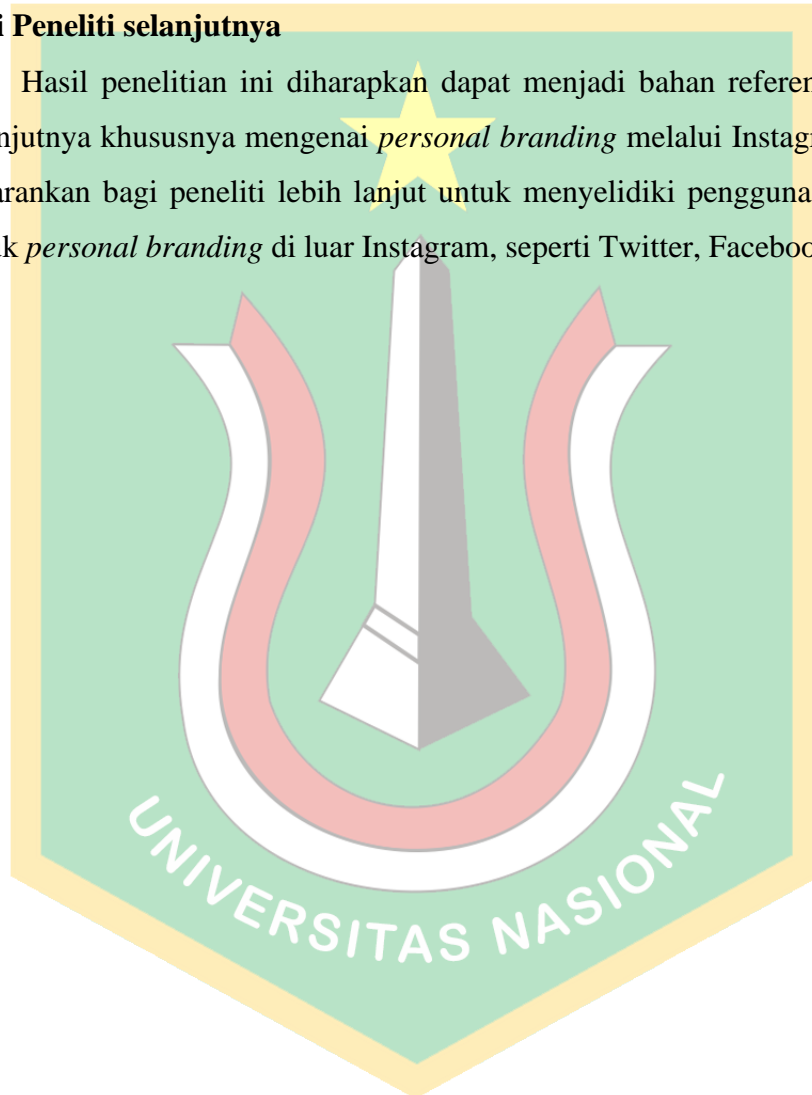 i Peneliti selanjutnya
Hasil penelitian ini diharapkan dapat menjadi bahan referen
njutnya khususnya mengenai personal branding melalui Instagr
arankan bagi peneliti lebih lanjut untuk menyelidiki pengguna
k personal branding di luar Instagram, seperti Twitter, Faceboo
UNIVERSITAS NASIONAL